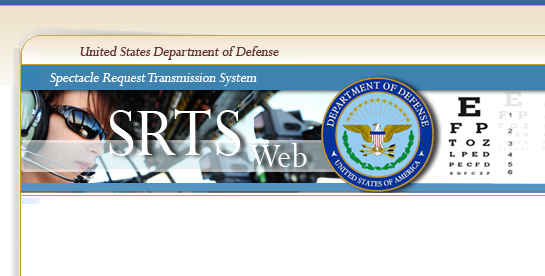 United States Department of Defense
Spectacle Request Transmission System
SRTS
Web
DEPARTMENT OF DEFENSE
UNITED STATES OF AMERICA
E
F P 1
T O Z 2
L P E D 3
P E C F D 4
E D F C Z P 5
6